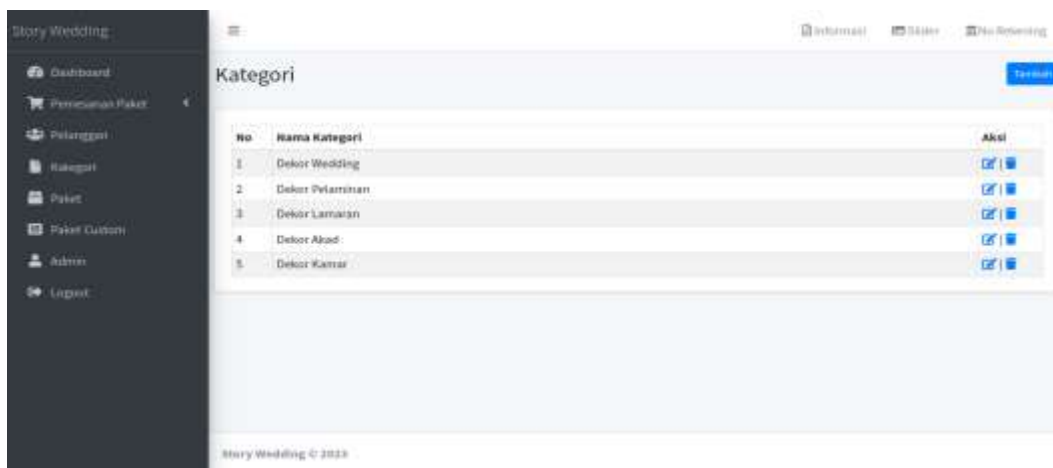 Story Wedding
Informasi Slider No Rekening
Dashboard
Pemesanan Paket
Pelanggan
Kategori
Paket
Paket Custom
Admin
Logout
Kategori
Tambah
No Nama Kategori Aksi
1 Dekor Wedding |
2 Dekor Pelaminan |
3 Dekor Lamaran |
4 Dekor Akad |
5 Dekor Kamar |
Story Wedding © 2023